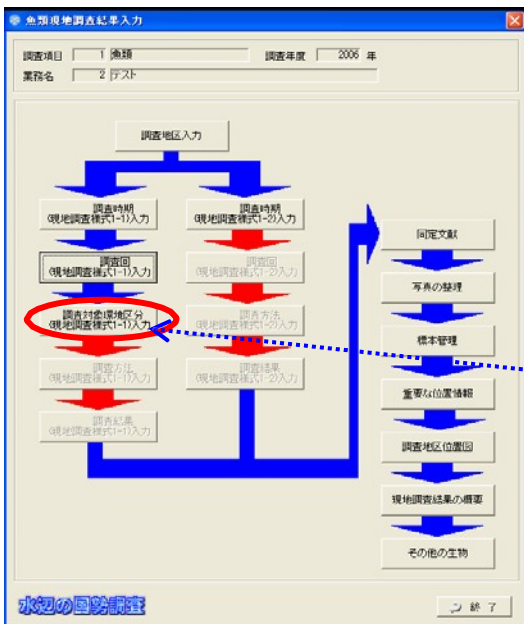 魚類現地調査結果入力
調査項目 1 魚類 調査年度 2006 年
業務名 2 テスト
調査地区入力
調査時期
(現地調査様式1-1)入力
調査時期
(現地調査様式1-2)入力
調査回
(現地調査様式1-1)入力
調査回
(現地調査様式1-2)入力
調査対象環境区分
(現地調査様式1-1)入力
調査方法
(現地調査様式1-2)入力
調査方法
(現地調査様式1-1)入力
調査結果
(現地調査様式1-2)入力
調査結果
(現地調査様式1-1)入力
同定文献
写真の整理
標本管理
重要な位置情報
調査地区位置図
現地調査結果の概要
その他の生物
水辺の国勢調査
終 了